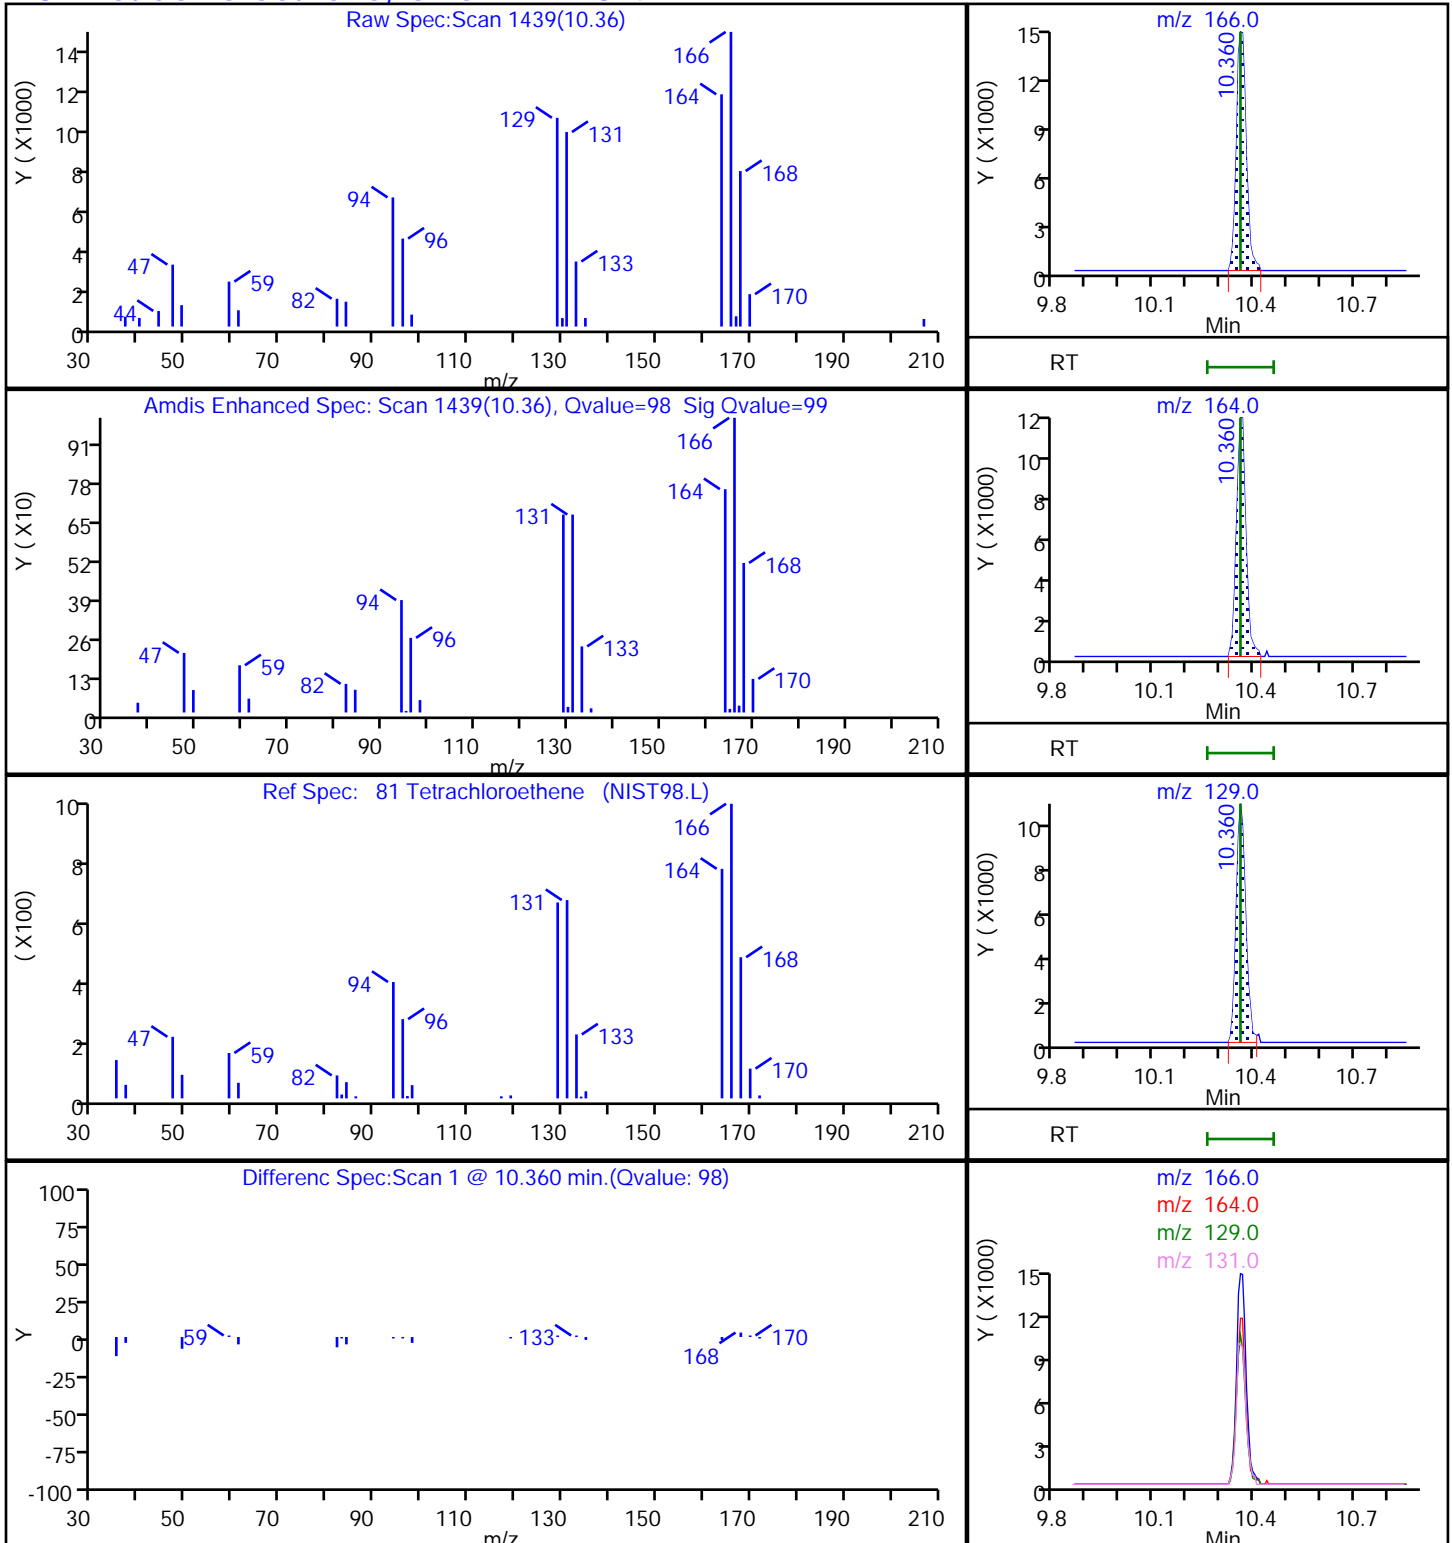 Raw Spec:Scan 1439(10.36)
Y ( X1000)
14
12
10
8
6
4
2
0
166
164
129
131
168
94
96
133
47
59
82
44
170
30 50 70 90 110 130 150 170 190 210
m/z
m/z 166.0
Y ( X1000)
15
12
9
6
3
0
10.360
9.8 10.1 10.4 10.7
Min
RT
Amdis Enhanced Spec: Scan 1439(10.36), Qvalue=98 Sig Qvalue=99
Y ( X10)
91
78
65
52
39
26
13
0
166
164
131
168
94
96
133
47
59
82
170
30 50 70 90 110 130 150 170 190 210
m/z
m/z 164.0
Y ( X1000)
12
10
8
6
4
2
0
10.360
9.8 10.1 10.4 10.7
Min
RT
Ref Spec: 81 Tetrachloroethene (NIST98.L)
( X100)
10
8
6
4
2
0
166
164
131
168
94
96
133
47
59
82
170
30 50 70 90 110 130 150 170 190 210
m/z 129.0
Y ( X1000)
10
8
6
4
2
0
10.360
9.8 10.1 10.4 10.7
Min
RT
Differenc Spec:Scan 1 @ 10.360 min.(Qvalue: 98)
Y
100
75
50
25
0
-25
-50
-75
-100
59
133
168
170
30 50 70 90 110 130 150 170 190 210
m/z
m/z 166.0
m/z 164.0
m/z 129.0
m/z 131.0
Y ( X1000)
15
12
9
6
3
0
9.8 10.1 10.4 10.7
Min